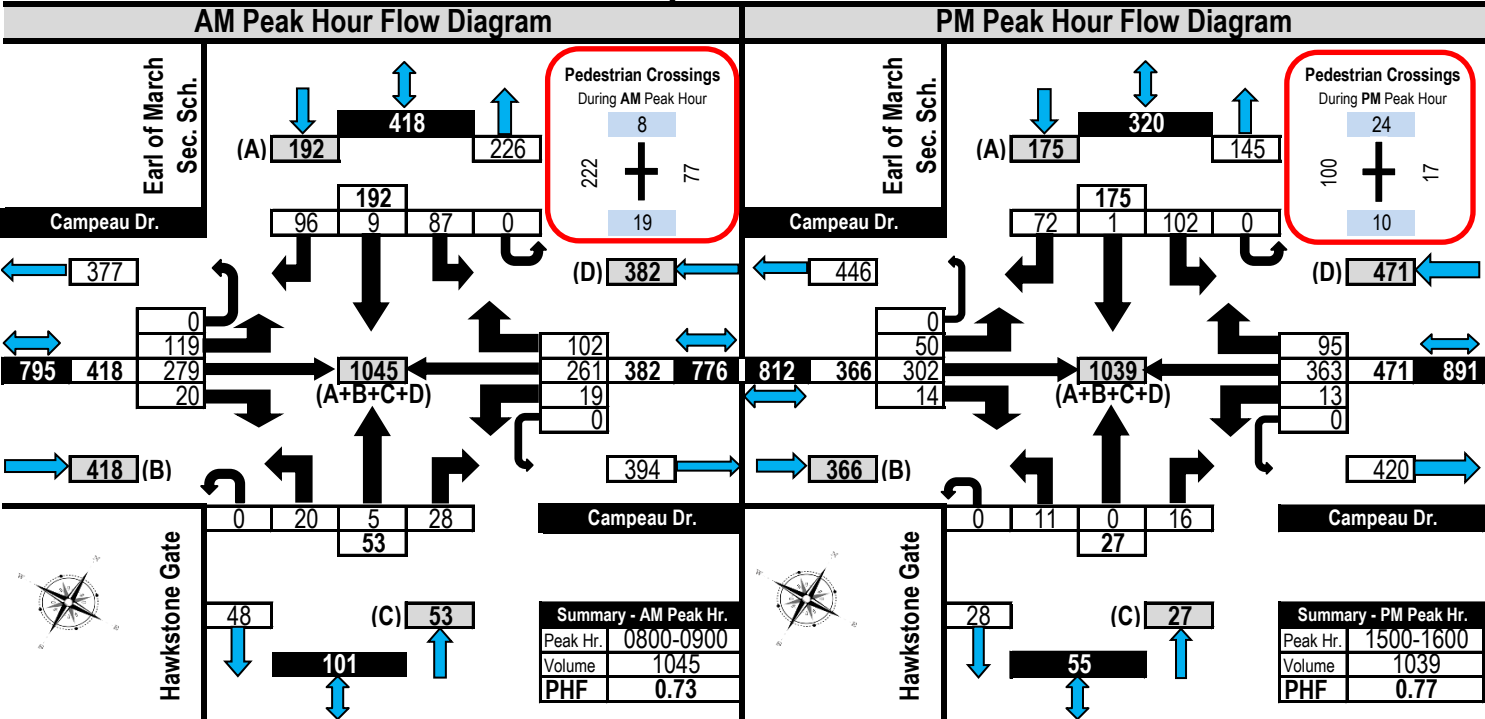 AM Peak Hour Flow Diagram
Earl of March
Sec. Sch.
418
(A) 192
226
Pedestrian Crossings
During AM Peak Hour
8
222
77
19
192
96 9 87 0
Campeau Dr.
377
(D) 382
0
119
795 418 279
20
1045
(A+B+C+D)
102
261 382 776
19
0
418 (B)
394
0 20 5 28
53
Campeau Dr.
Hawkstone Gate
48
(C) 53
101
Summary - AM Peak Hr.
Peak Hr. 0800-0900
Volume 1045
PHF 0.73
PM Peak Hour Flow Diagram
Earl of March
Sec. Sch.
320
(A) 175
145
Pedestrian Crossings
During PM Peak Hour
24
100
17
10
175
72 1 102 0
Campeau Dr.
446
(D) 471
0
50
812 366 302
14
1039
(A+B+C+D)
95
363 471 891
13
0
366 (B)
420
0 11 0 16
27
Campeau Dr.
Hawkstone Gate
28
(C) 27
55
Summary - PM Peak Hr.
Peak Hr. 1500-1600
Volume 1039
PHF 0.77